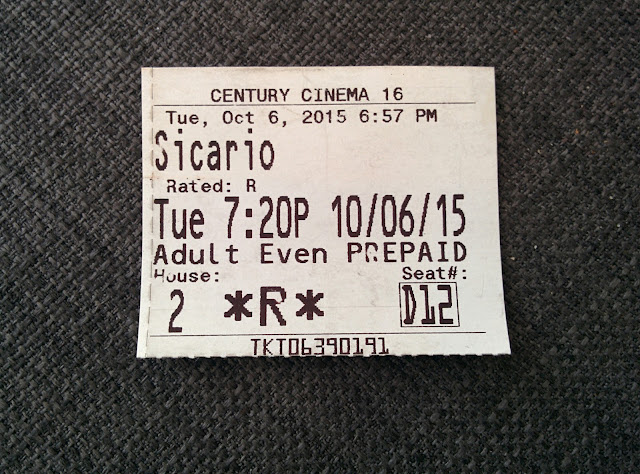 CENTURY CINEMA 16
Tue, Oct 6, 2015 6:57 PM
Sicario
Rated: R
Tue 7:20P 10/06/15
Adult Even PREPAID
House: Seat#:
2 *R* D12
TKT06390191